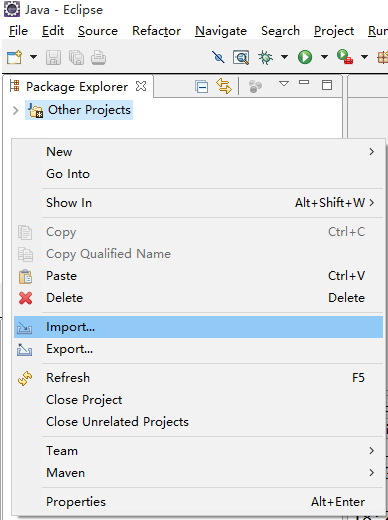 Java - Eclipse
File Edit Source Refactor Navigate Search Project Run
Package Explorer
Other Projects
New
Go Into
Show In Alt+Shift+W
Copy Ctrl+C
Copy Qualified Name
Paste Ctrl+V
Delete Delete
Import...
Export...
Refresh F5
Close Project
Close Unrelated Projects
Team
Maven
Properties Alt+Enter